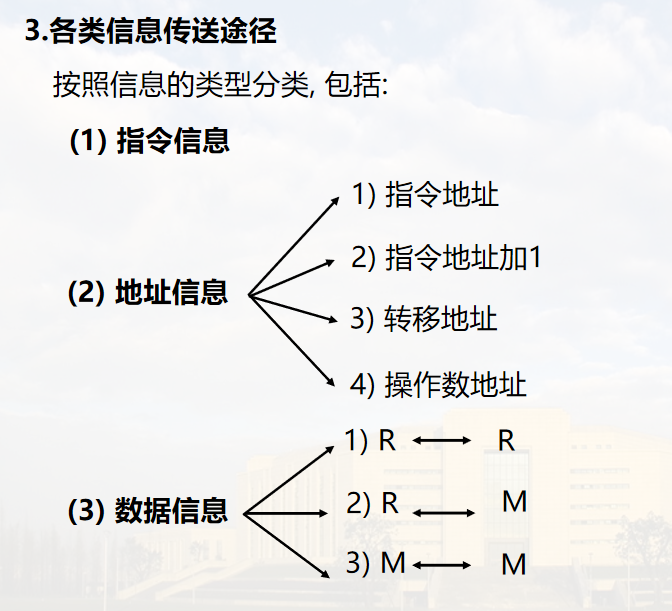 3.各类信息传送途径
按照信息的类型分类, 包括:
(1) 指令信息
1) 指令地址
2) 指令地址加1
(2) 地址信息
3) 转移地址
4) 操作数地址
1) R R
2) R M
(3) 数据信息
3) M M